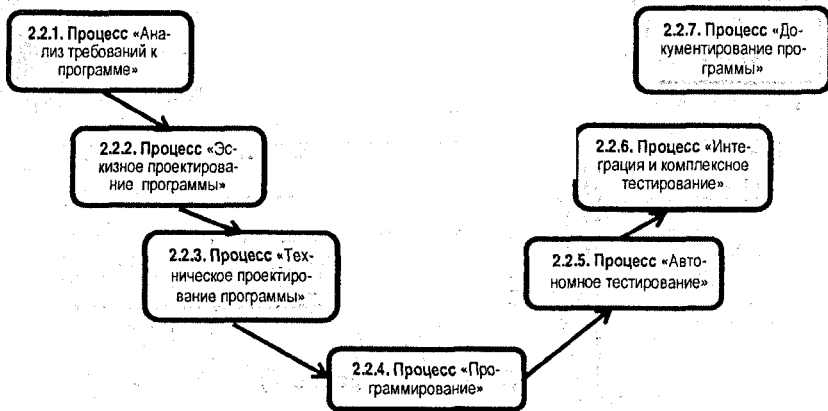 2.2.1. Процесс «Ана-
лиз требований к
программе»
2.2.2. Процесс «Эс-
кизное проектирова-
ние программы»
2.2.3. Процесс «Тех-
ническое проектиро-
вание программы»
2.2.4. Процесс «Про-
граммирование»
2.2.5. Процесс «Авто-
номное тестирование»
2.2.6. Процесс «Инте-
грация и комплексное
тестирование»
2.2.7. Процесс «До-
кументирование про-
граммы»